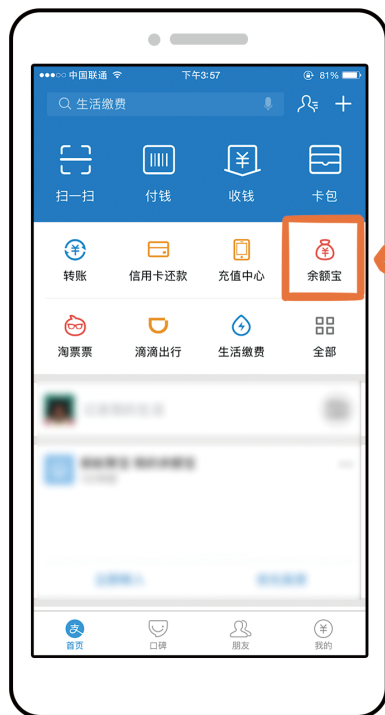 中国联通 下午3:57 81%
生活缴费
扫一扫 付钱 收钱 卡包
转账 信用卡还款 充值中心 余额宝
淘票票 滴滴出行 生活缴费 全部
首页 口碑 朋友 我的